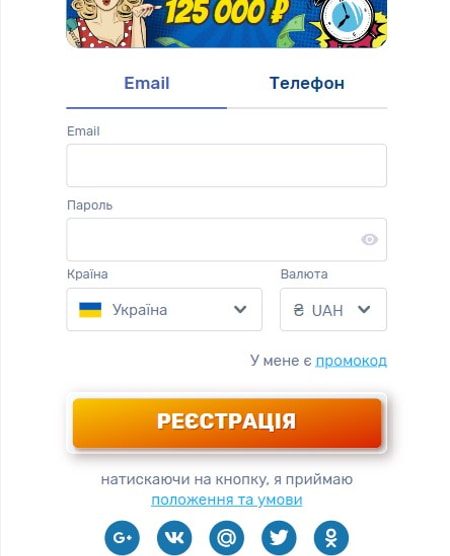 125 000 ₽
Email
Телефон
Email
Пароль
Країна
Валюта
Україна
₴ UAH
У мене є промокод
РЕЄСТРАЦІЯ
натискаючи на кнопку, я приймаю
положення та умови
G+